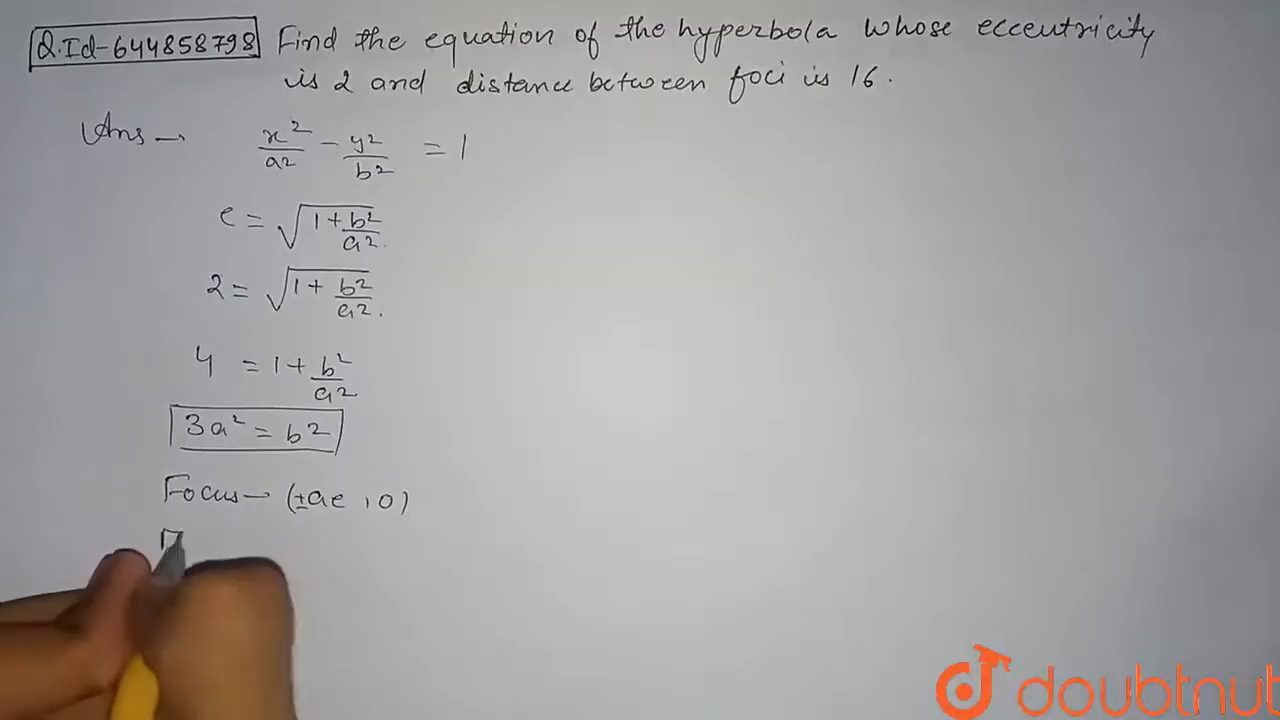 Q.Id-644858798 Find the equation of the hyperbola whose eccentricity
is 2 and distance between foci is 16.
Ans → x²/a² - y²/b² = 1
e = √(1+b²/a².)
2 = √(1+b²/a².)
4 = 1+b²/a²
3a² = b²
Focus → (±ae, 0)
doubtnut